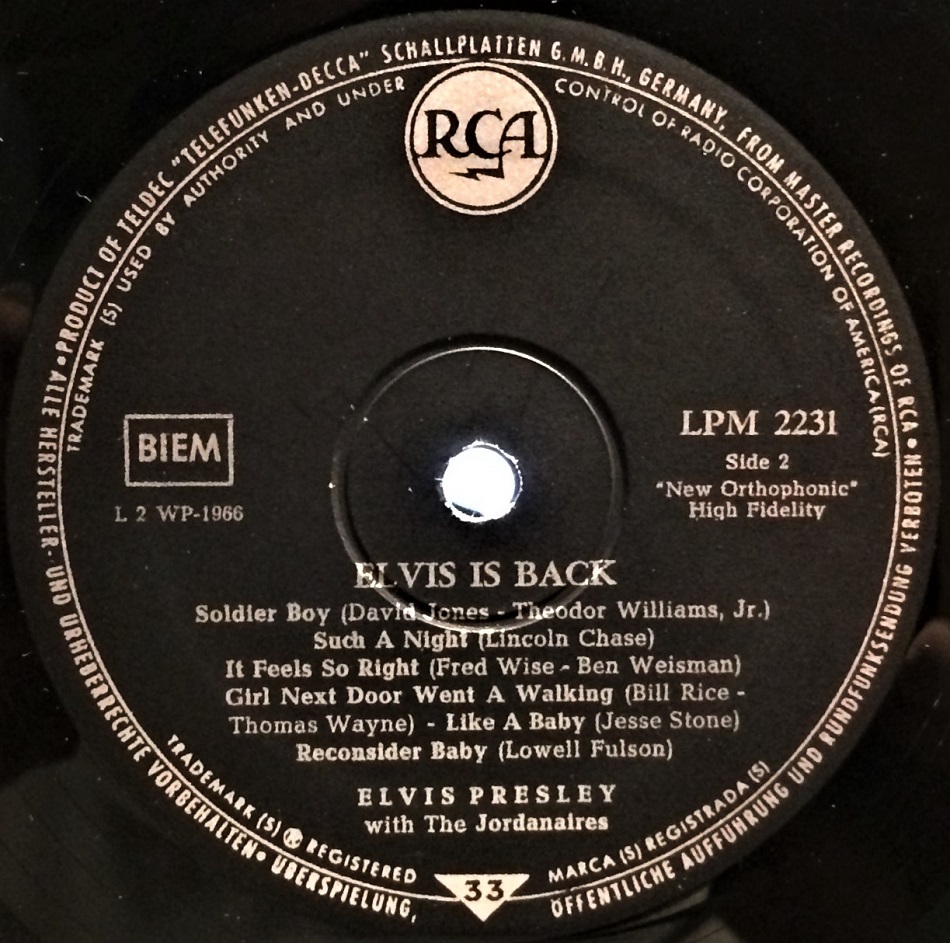 • PRODUCT OF TELDEC "TELEFUNKEN-DECCA" SCHALLPLATTEN G.M.B.H., GERMANY, FROM MASTER RECORDINGS OF RCA •
TRADEMARK (S) USED BY AUTHORITY AND UNDER CONTROL OF RADIO CORPORATION OF AMERICA (RCA)
RCA
BIEM
L 2 WP-1966
LPM 2231
Side 2
"New Orthophonic"
High Fidelity
ELVIS IS BACK
Soldier Boy (David Jones - Theodor Williams, Jr.)
Such A Night (Lincoln Chase)
It Feels So Right (Fred Wise - Ben Weisman)
Girl Next Door Went A Walking (Bill Rice -
Thomas Wayne) - Like A Baby (Jesse Stone)
Reconsider Baby (Lowell Fulson)
ELVIS PRESLEY
with The Jordanaires
TRADEMARK (S) ® REGISTERED
MARCA (S) REGISTRADA (S)
33
ALLE HERSTELLER- UND URHEBERRECHTE VORBEHALTEN • ÜBERSPIELUNG, ÖFFENTLICHE AUFFÜHRUNG UND RUNDFUNKSENDUNG VERBOTEN